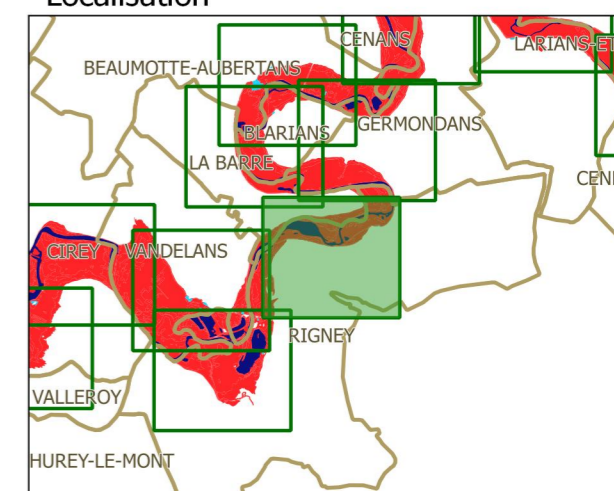 Localisation
CENANS
LARIANS-ET
BEAUMOTTE-AUBERTANS
BLARIANS
GERMONDANS
LA BARRE
CEN
CIREY
VANDELANS
RIGNEY
VALLEROY
HUREY-LE-MONT